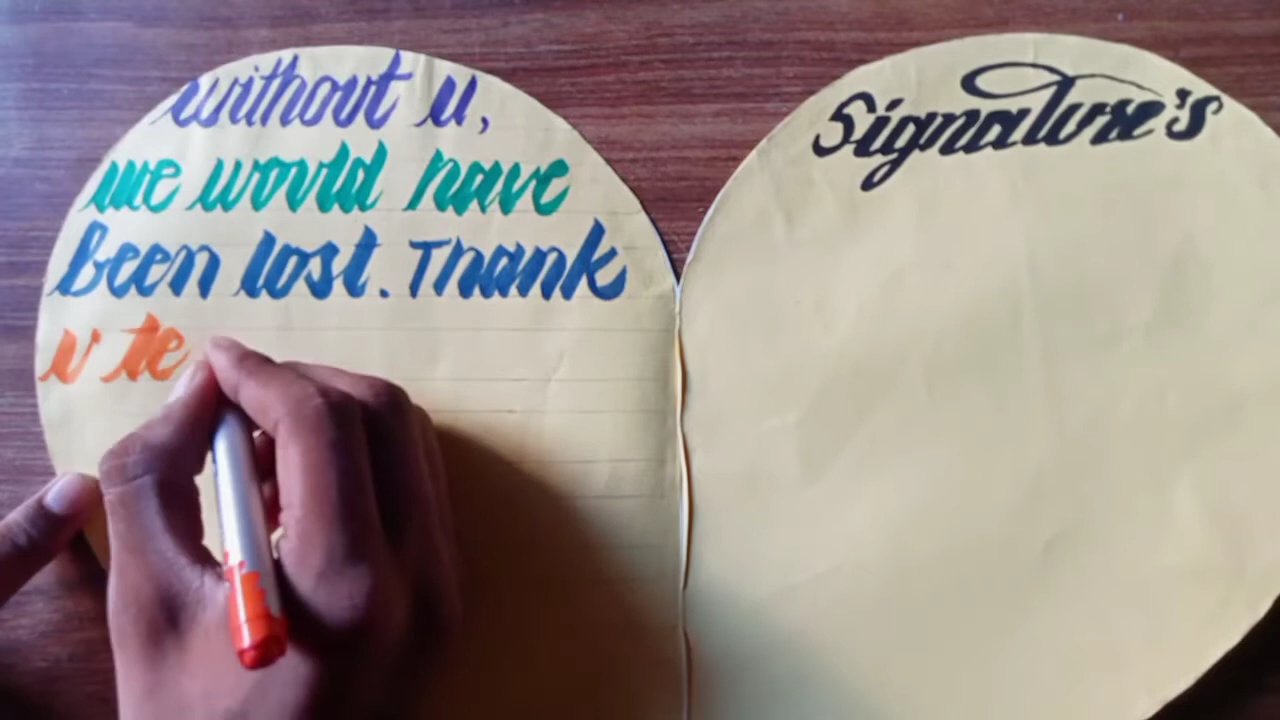 without u,
we would have
been lost. Thank
u te
Signature's